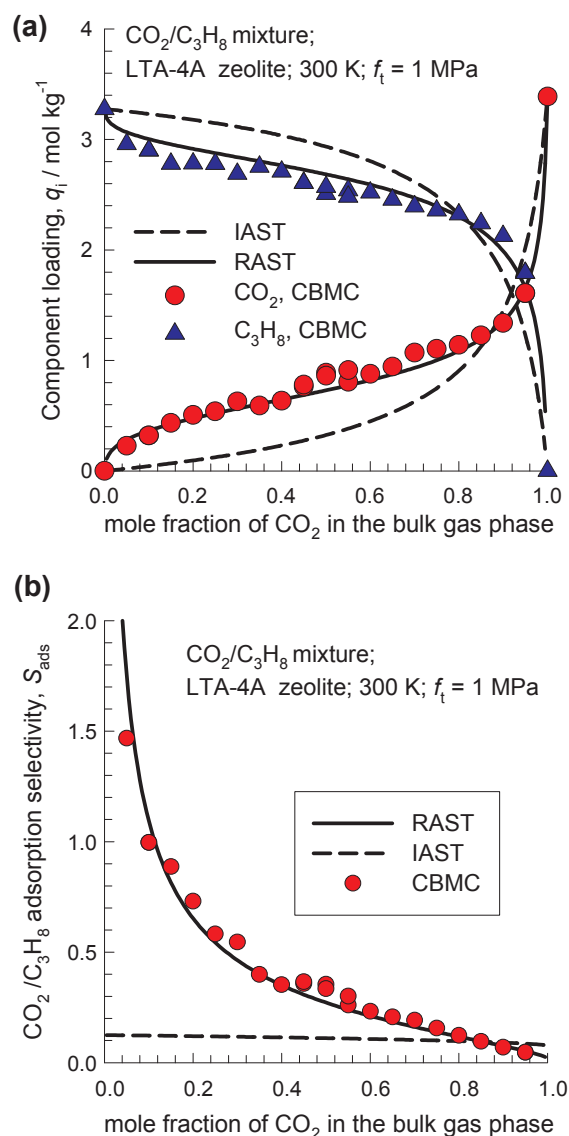 (a)
CO₂/C₃H₈ mixture;
LTA-4A zeolite; 300 K; fₜ = 1 MPa
Component loading, qᵢ / mol kg⁻¹
4
3
2
1
0
IAST
RAST
CO₂, CBMC
C₃H₈, CBMC
0.0 0.2 0.4 0.6 0.8 1.0
mole fraction of CO₂ in the bulk gas phase
(b)
CO₂/C₃H₈ mixture;
LTA-4A zeolite; 300 K; fₜ = 1 MPa
CO₂ /C₃H₈ adsorption selectivity, Sads
2.0
1.5
1.0
0.5
0.0
RAST
IAST
CBMC
0.0 0.2 0.4 0.6 0.8 1.0
mole fraction of CO₂ in the bulk gas phase